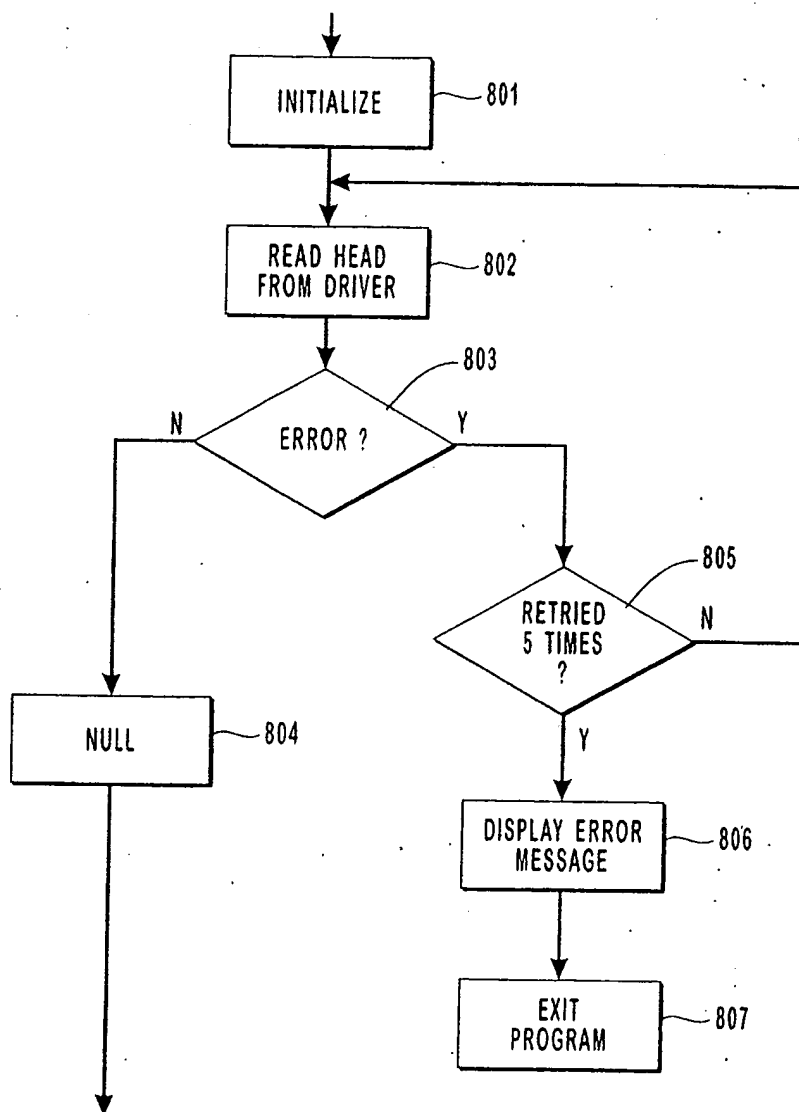 INITIALIZE
801
READ HEAD
FROM DRIVER
802
803
N
ERROR ?
Y
805
RETRIED
5 TIMES
?
N
NULL
804
Y
DISPLAY ERROR
MESSAGE
806
EXIT
PROGRAM
807